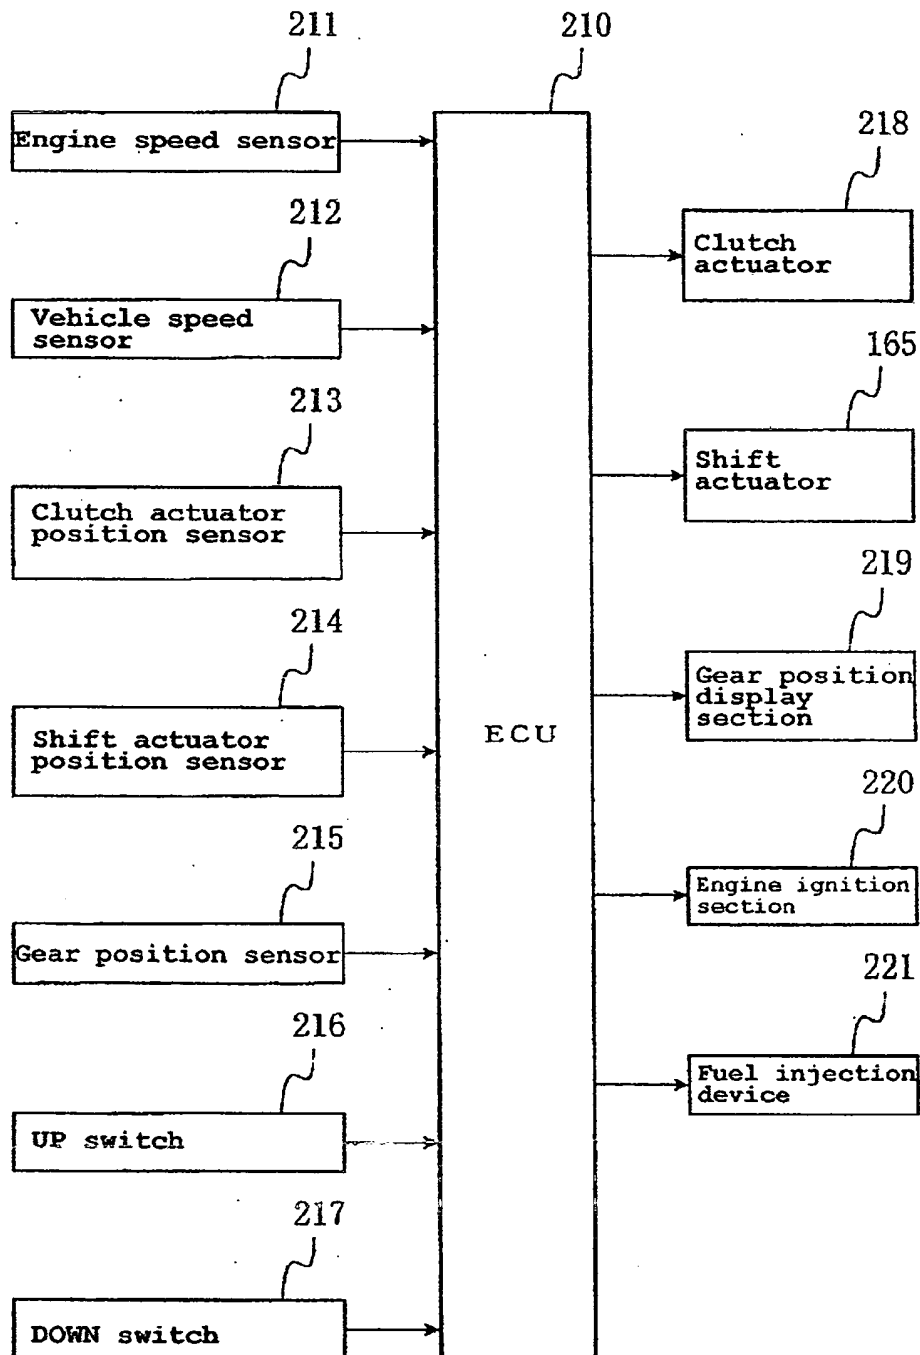 211
210
Engine speed sensor
218
Clutch
actuator
212
Vehicle speed
sensor
165
Shift
actuator
213
Clutch actuator
position sensor
219
Gear position
display
section
214
Shift actuator
position sensor
ECU
220
Engine ignition
section
215
Gear position sensor
221
Fuel injection
device
216
UP switch
217
DOWN switch